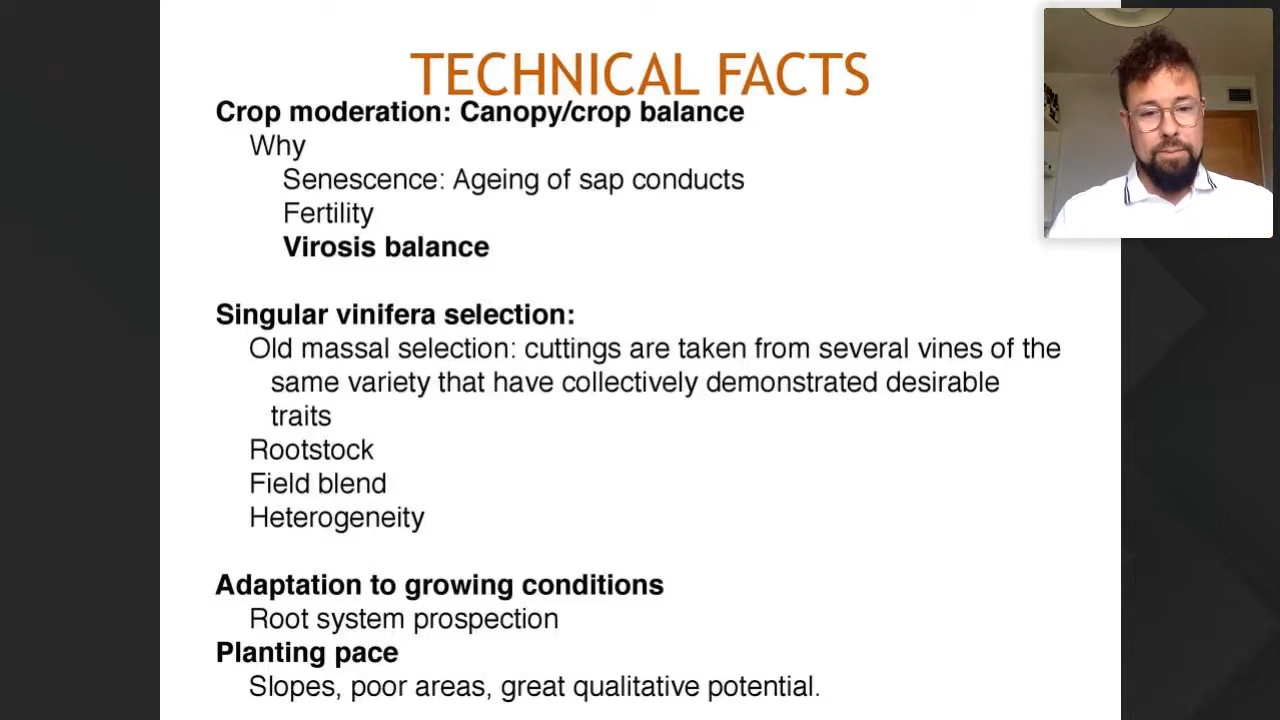 TECHNICAL FACTS
Crop moderation: Canopy/crop balance
Why
Senescence: Ageing of sap conducts
Fertility
Virosis balance
Singular vinifera selection:
Old massal selection: cuttings are taken from several vines of the
same variety that have collectively demonstrated desirable
traits
Rootstock
Field blend
Heterogeneity
Adaptation to growing conditions
Root system prospection
Planting pace
Slopes, poor areas, great qualitative potential.